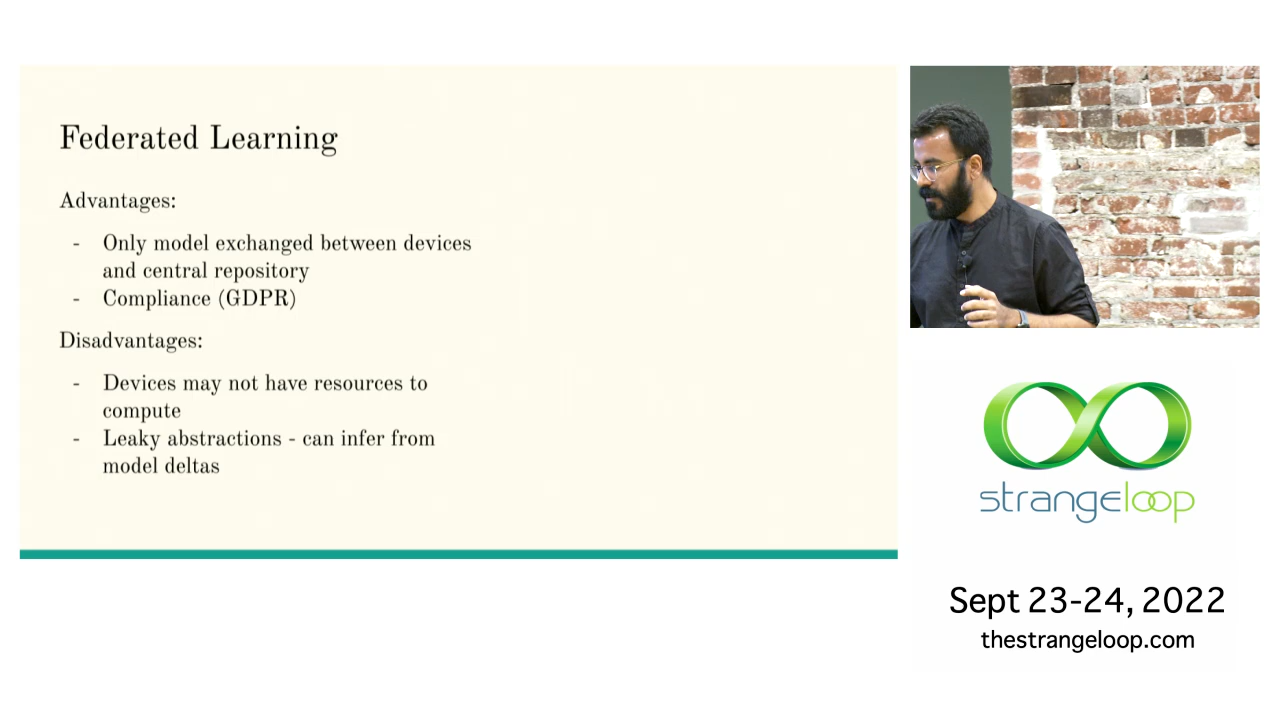 Federated Learning
Advantages:
- Only model exchanged between devices
and central repository
- Compliance (GDPR)
Disadvantages:
- Devices may not have resources to
compute
- Leaky abstractions - can infer from
model deltas
strangeloop
Sept 23-24, 2022
thestrangeloop.com